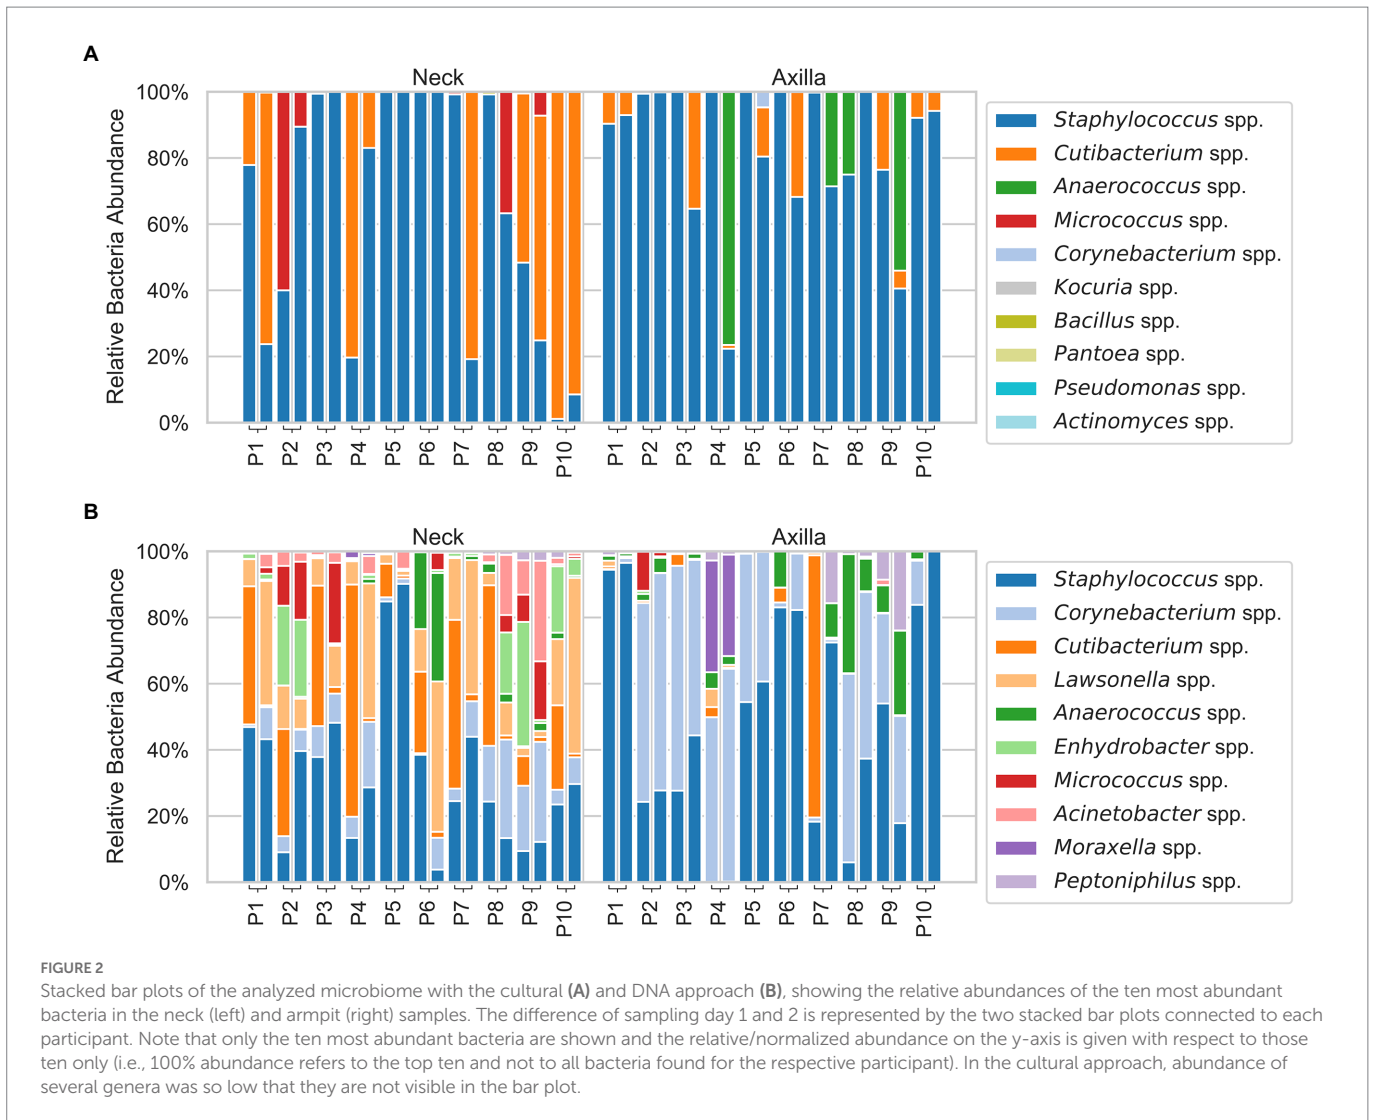 A
Neck
Axilla
100%
80%
60%
40%
20%
0%
Relative Bacteria Abundance
P1
P2
P3
P4
P5
P6
P7
P8
P9
P10
P1
P2
P3
P4
P5
P6
P7
P8
P9
P10
Staphylococcus spp.
Cutibacterium spp.
Anaerococcus spp.
Micrococcus spp.
Corynebacterium spp.
Kocuria spp.
Bacillus spp.
Pantoea spp.
Pseudomonas spp.
Actinomyces spp.
B
Neck
Axilla
100%
80%
60%
40%
20%
0%
Relative Bacteria Abundance
P1
P2
P3
P4
P5
P6
P7
P8
P9
P10
P1
P2
P3
P4
P5
P6
P7
P8
P9
P10
Staphylococcus spp.
Corynebacterium spp.
Cutibacterium spp.
Lawsonella spp.
Anaerococcus spp.
Enhydrobacter spp.
Micrococcus spp.
Acinetobacter spp.
Moraxella spp.
Peptoniphilus spp.
FIGURE 2
Stacked bar plots of the analyzed microbiome with the cultural (A) and DNA approach (B), showing the relative abundances of the ten most abundant
bacteria in the neck (left) and armpit (right) samples. The difference of sampling day 1 and 2 is represented by the two stacked bar plots connected to each
participant. Note that only the ten most abundant bacteria are shown and the relative/normalized abundance on the y-axis is given with respect to those
ten only (i.e., 100% abundance refers to the top ten and not to all bacteria found for the respective participant). In the cultural approach, abundance of
several genera was so low that they are not visible in the bar plot.